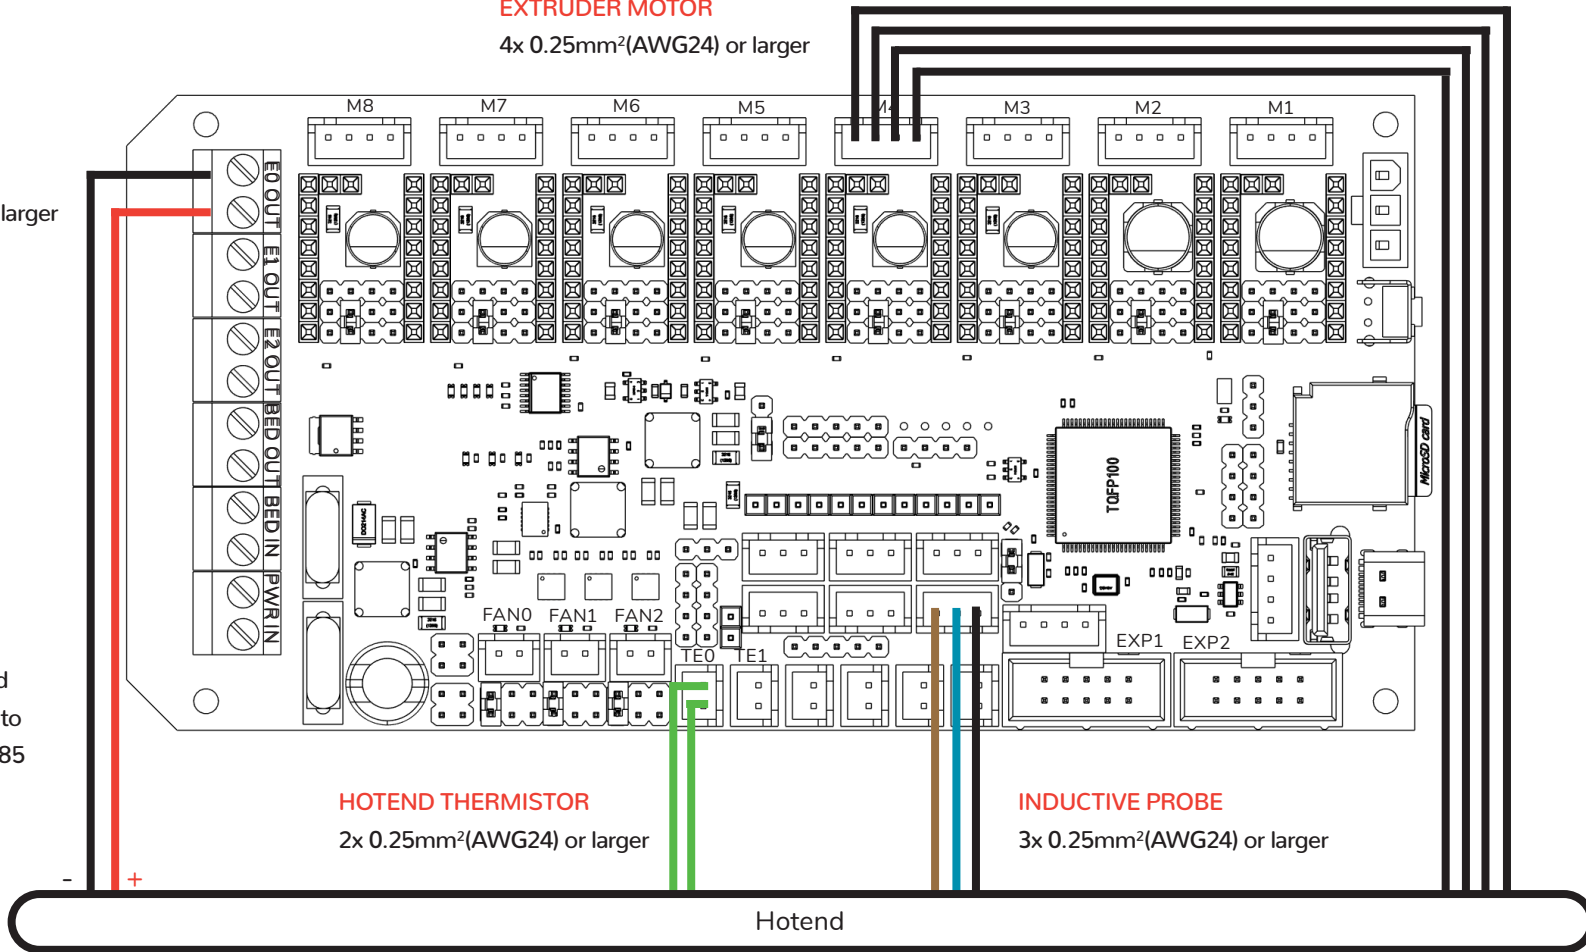 EXTRUDER MOTOR
4x 0.25mm²(AWG24) or larger
M8 M7 M6 M5 M4 M3 M2 M1
larger
E0 OUT
E1 OUT
E2 OUT
BED OUT
BED IN
PWR IN
TQFP100
MicroSD card
FAN0 FAN1 FAN2
TE0 TE1
EXP1 EXP2
d
to
85
HOTEND THERMISTOR
2x 0.25mm²(AWG24) or larger
INDUCTIVE PROBE
3x 0.25mm²(AWG24) or larger
- +
Hotend